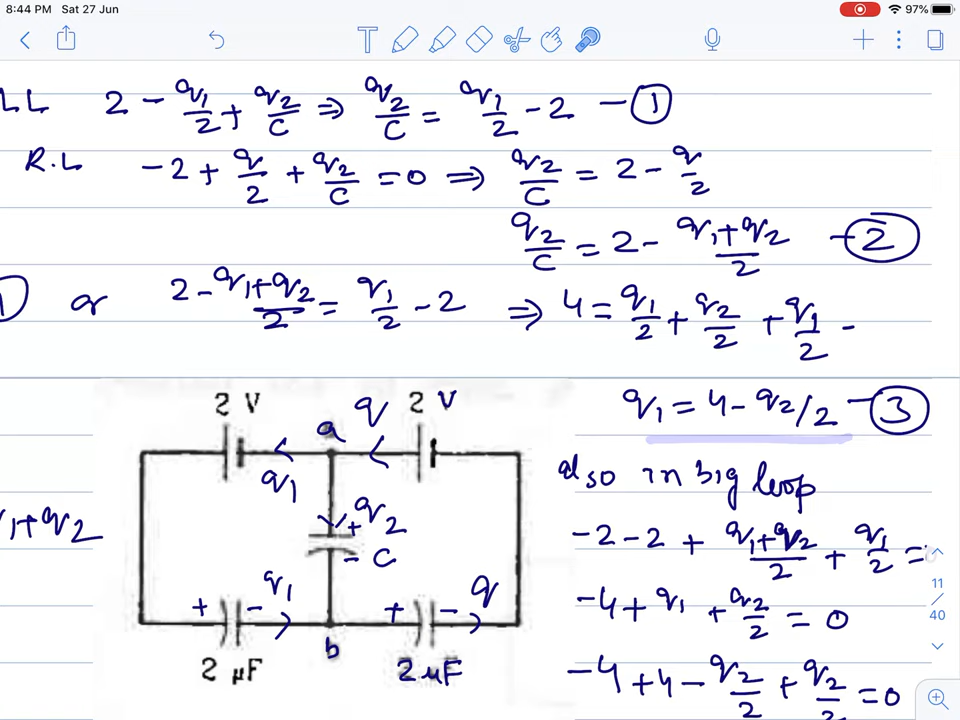 8:44 PM Sat 27 Jun 97%
LL 2 - q1/2 + q2/C ⇒ q2/C = q1/2 - 2 — ①
R.L -2 + q/2 + q2/C = 0 ⇒ q2/C = 2 - q/2
q2/C = 2 - (q1+q2)/2 — ②
) or 2 - (q1+q2)/2 = q1/2 - 2 ⇒ 4 = q1/2 + q2/2 + q1/2 -
q1 = 4 - q2/2 — ③
2 V a q 2 V
q1
+ q2
- C
1+q2
+ - q1 + - q
b
2 μF 2 μF
also in big loop
-2 - 2 + (q1+q2)/2 + q1/2 =
-4 + q1 + q2/2 = 0
-4 + 4 - q2/2 + q2/2 = 0
11
/
40